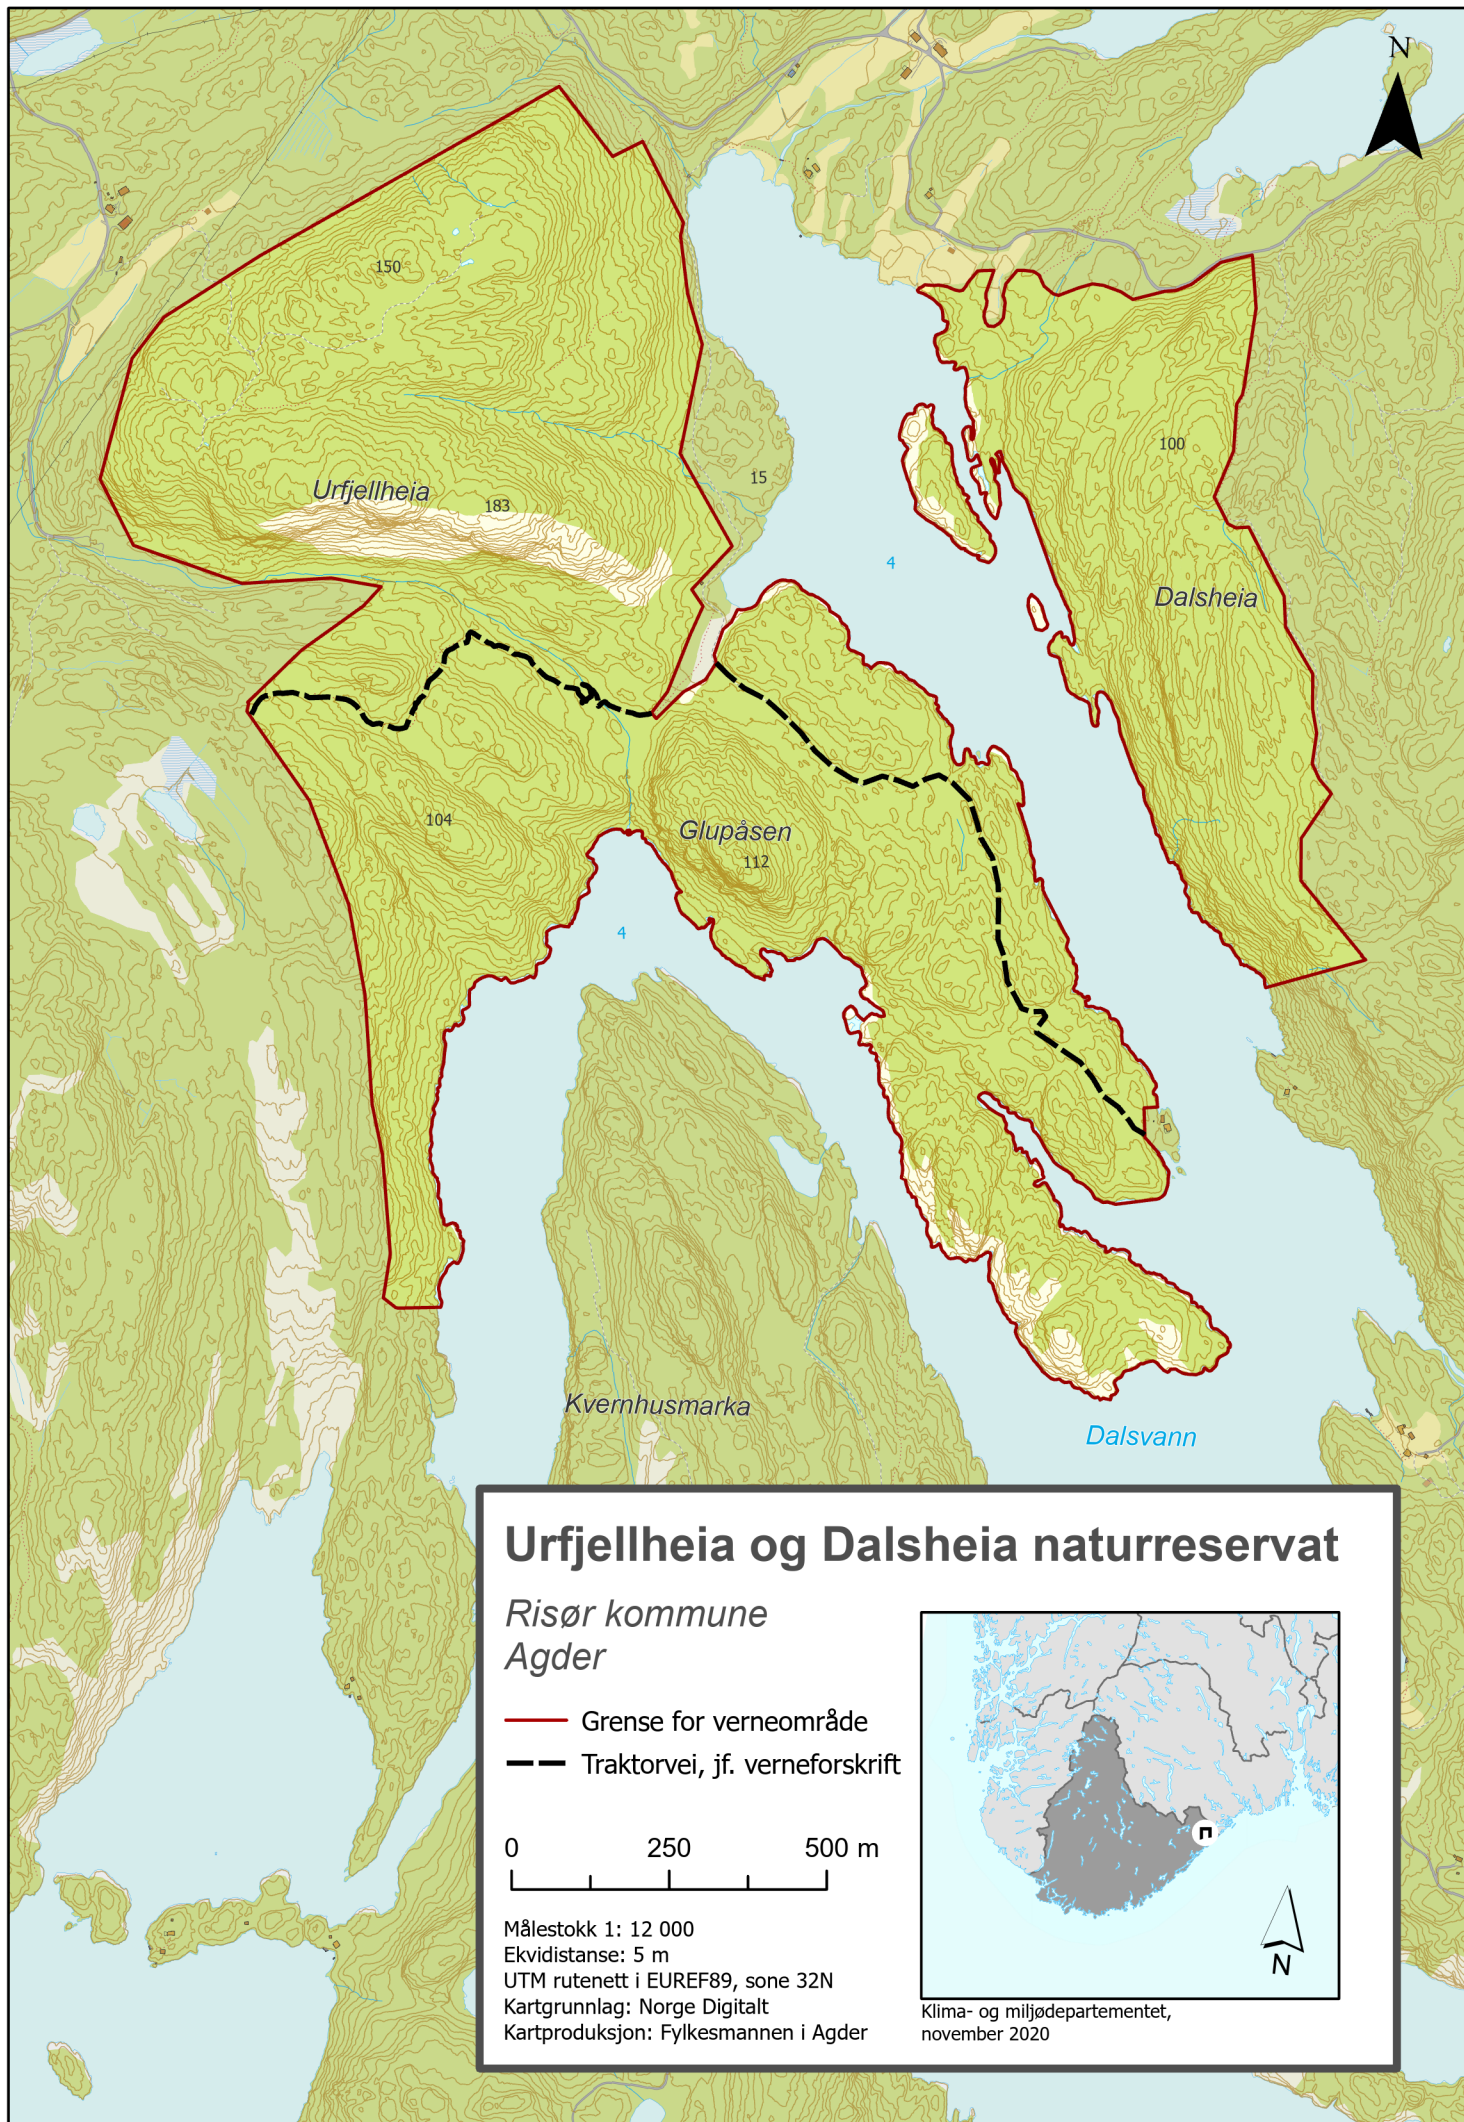 N
150
Urfjellheia
183
15
100
4
Dalsheia
104
Glupåsen
112
4
Kvernhusmarka
Dalsvann
Urfjellheia og Dalsheia naturreservat
Risør kommune
Agder
Grense for verneområde
Traktorvei, jf. verneforskrift
0 250 500 m
Målestokk 1: 12 000
Ekvidistanse: 5 m
UTM rutenett i EUREF89, sone 32N
Kartgrunnlag: Norge Digitalt
Kartproduksjon: Fylkesmannen i Agder
N
Klima- og miljødepartementet,
november 2020